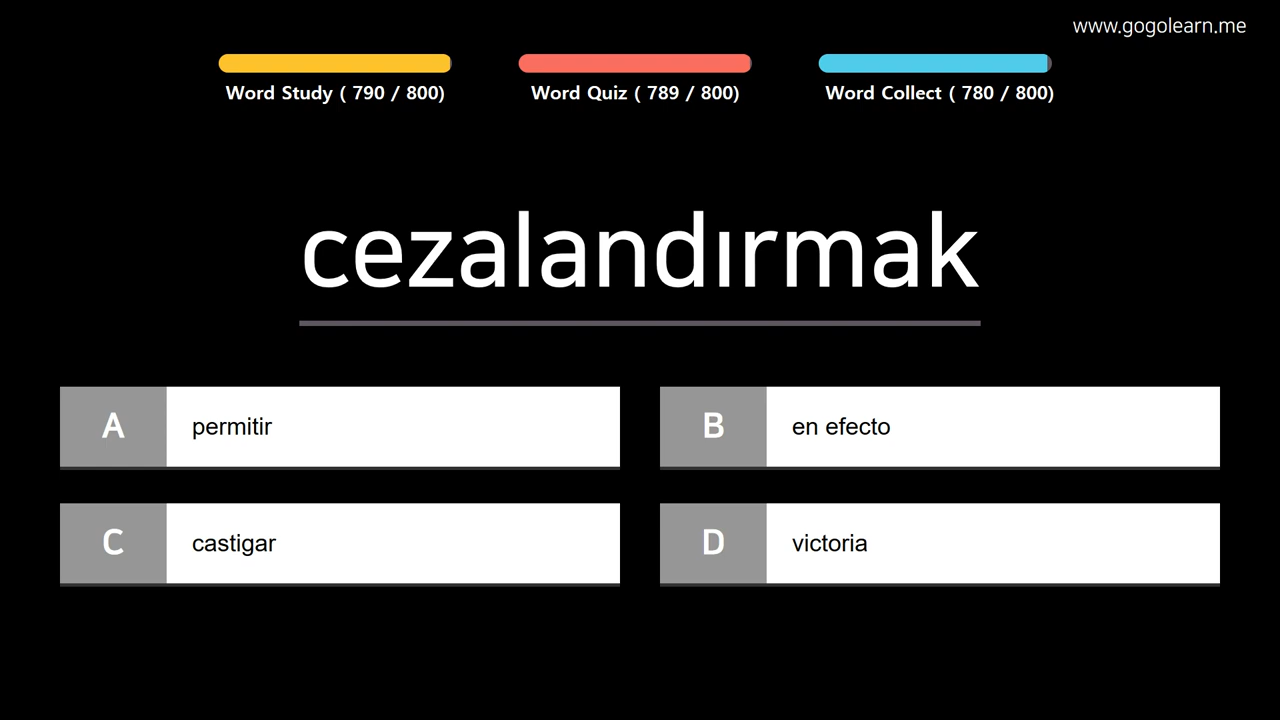 www.gogolearn.me
Word Study ( 790 / 800)
Word Quiz ( 789 / 800)
Word Collect ( 780 / 800)
cezalandırmak
A permitir
B en efecto
C castigar
D victoria